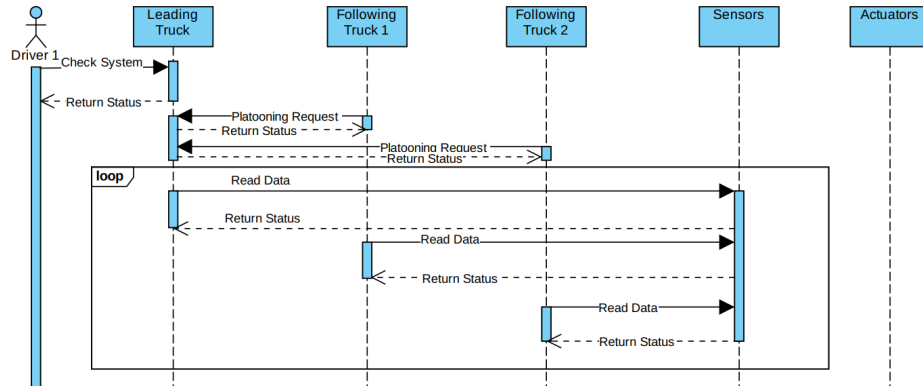 Leading
Truck
Following
Truck 1
Following
Truck 2
Sensors
Actuators
Driver 1
Check System
Return Status
Platooning Request
Return Status
Platooning Request
Return Status
loop
Read Data
Return Status
Read Data
Return Status
Read Data
Return Status